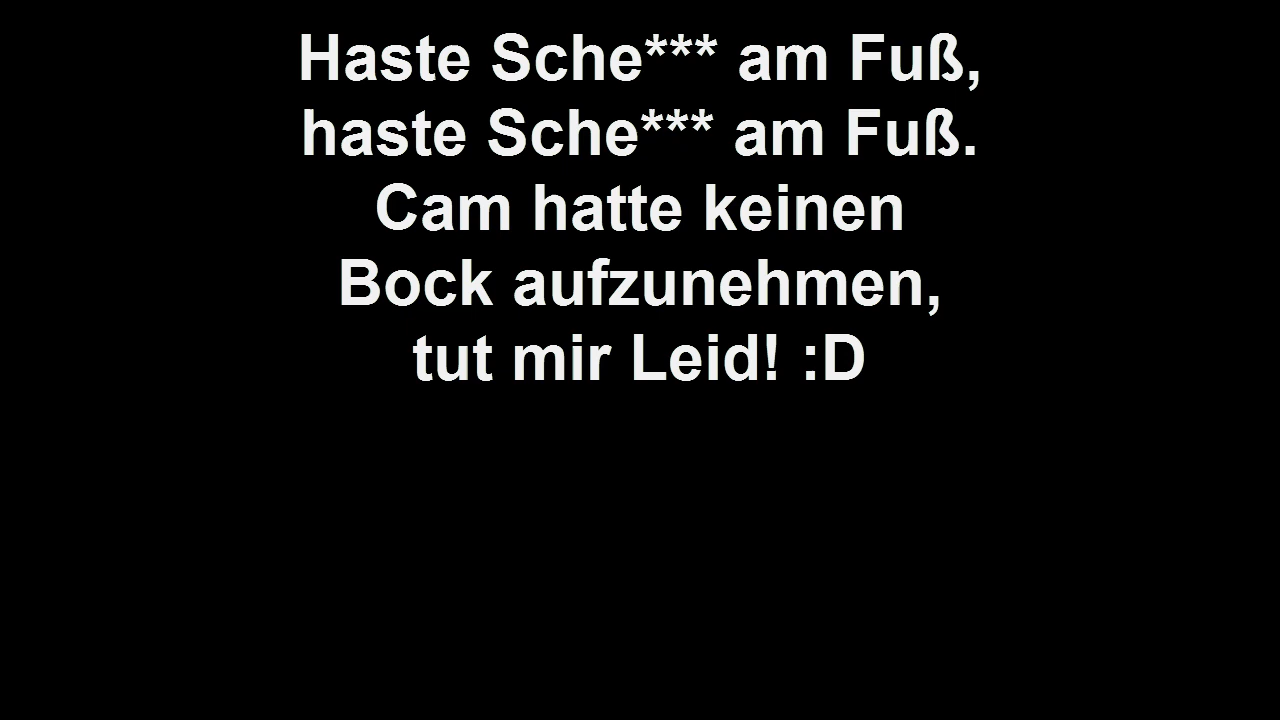 Haste Sche*** am Fuß,
haste Sche*** am Fuß.
Cam hatte keinen
Bock aufzunehmen,
tut mir Leid! :D